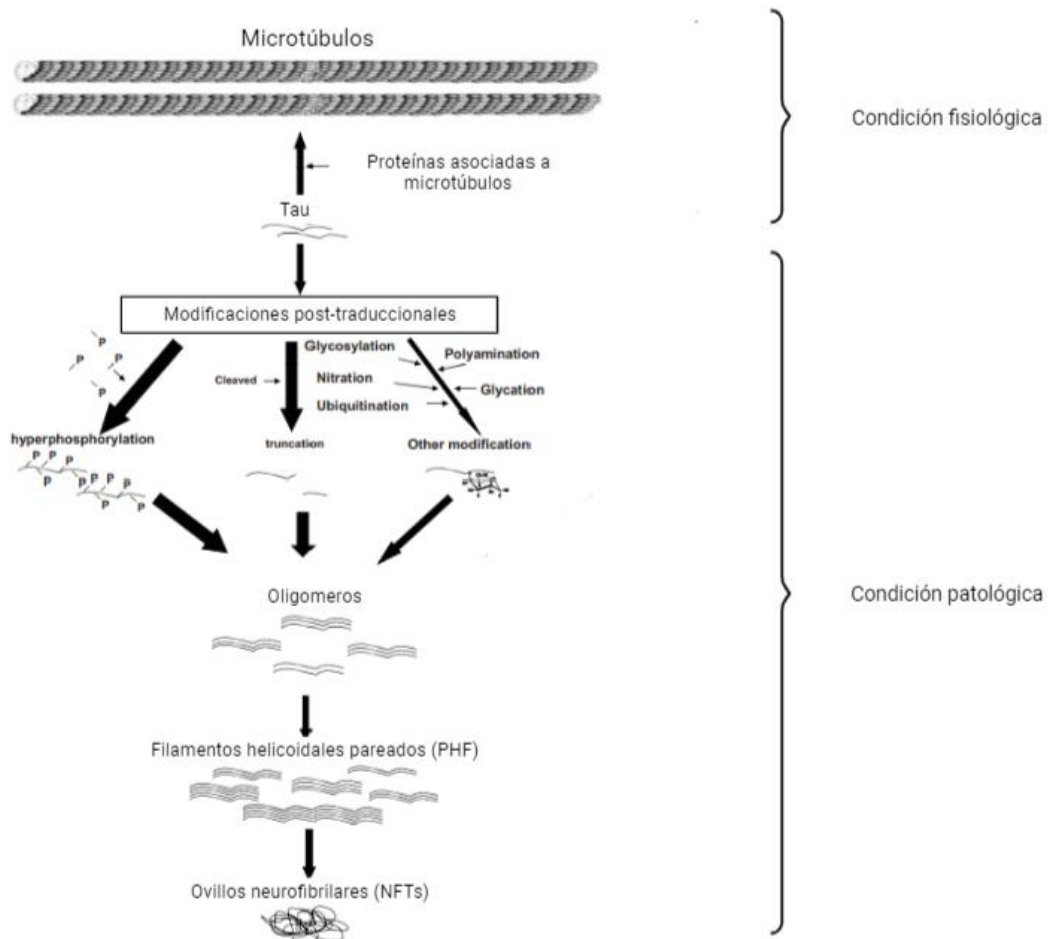 Microtúbulos
Condición fisiológica
Proteínas asociadas a
microtúbulos
Tau
Modificaciones post-traduccionales
P
P
P
P
Cleaved
Glycosylation
Polyamination
Nitration
Glycation
Ubiquitination
hyperphosphorylation
truncation
Other modification
P P P
P
P P P
P
P
Oligomeros
Condición patológica
Filamentos helicoidales pareados (PHF)
Ovillos neurofibrilares (NFTs)